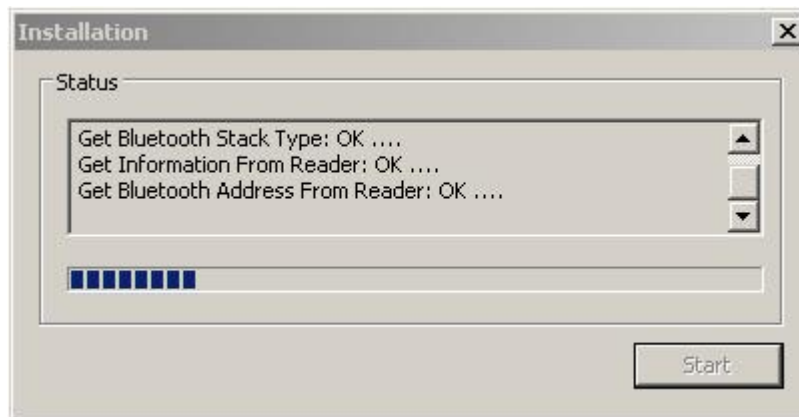 Installation
Status
Get Bluetooth Stack Type: OK ....
Get Information From Reader: OK ....
Get Bluetooth Address From Reader: OK ....
Start